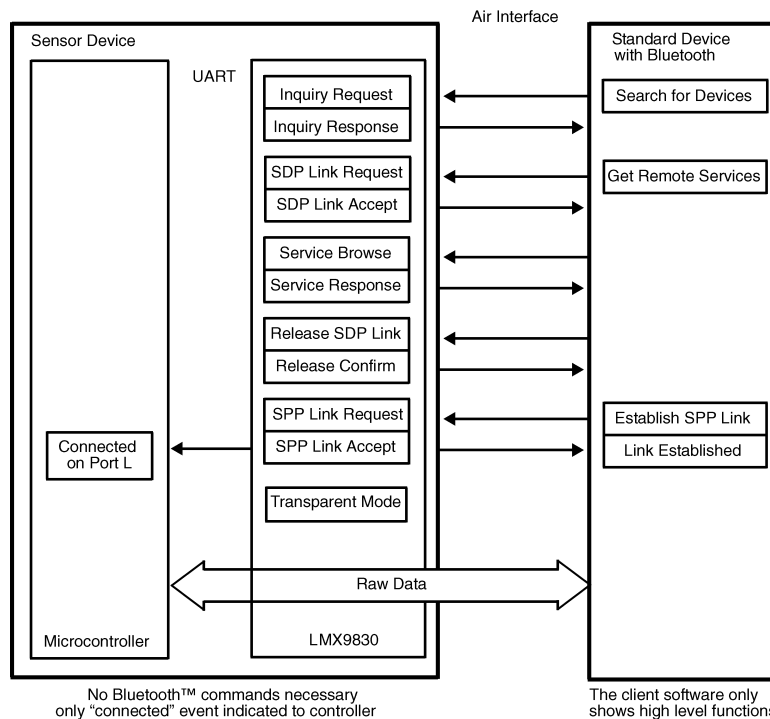 Air Interface
Sensor Device
Standard Device
with Bluetooth
UART
Inquiry Request
Search for Devices
Inquiry Response
SDP Link Request
Get Remote Services
SDP Link Accept
Service Browse
Service Response
Release SDP Link
Release Confirm
SPP Link Request
Establish SPP Link
Connected
on Port L
SPP Link Accept
Link Established
Transparent Mode
Raw Data
Microcontroller
LMX9830
No Bluetooth™ commands necessary
only “connected” event indicated to controller
The client software only
shows high level functions